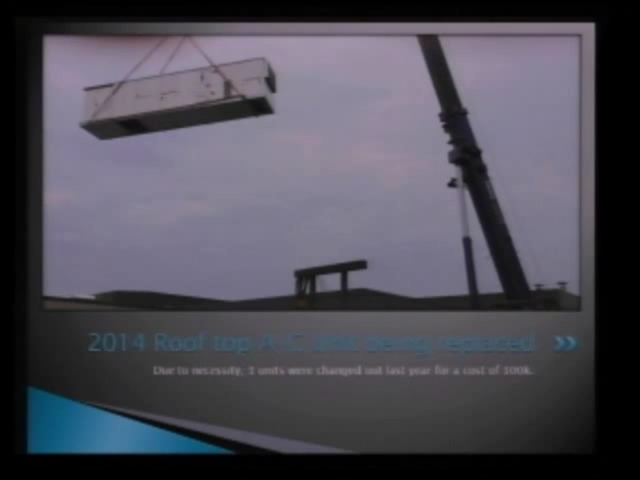 2014 Roof top A-C unit being replaced
Due to necessity, 3 units were changed out last year for a cost of 300k.